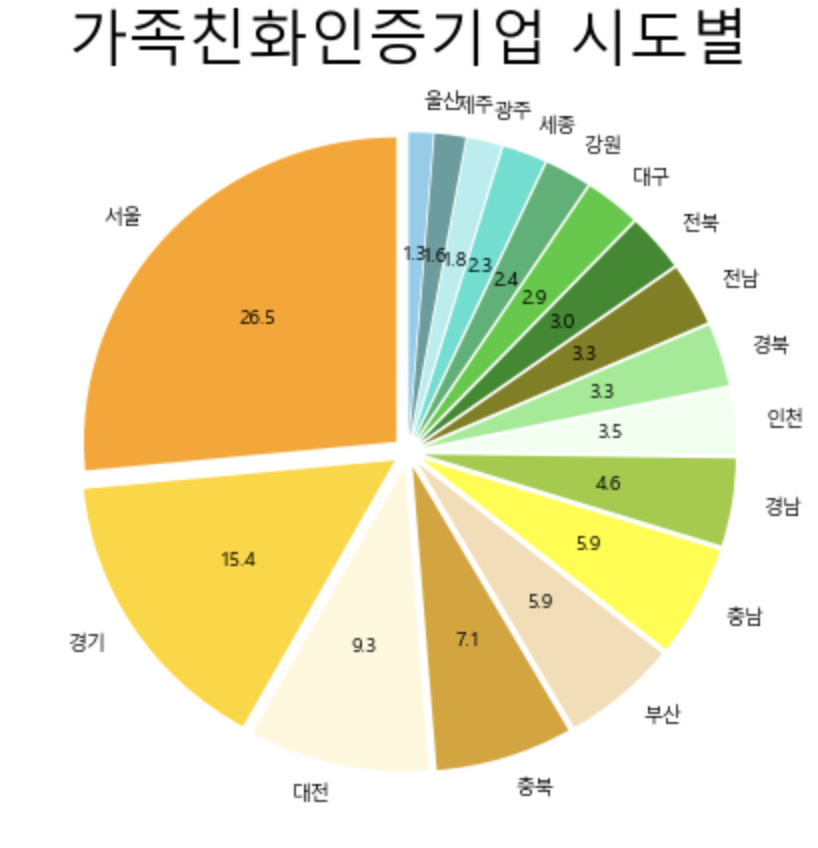 가족친화인증기업 시도별
울산
제주
광주
세종
강원
대구
전북
전남
경북
인천
경남
충남
부산
충북
대전
경기
서울
1.3
1.6
1.8
2.3
2.4
2.9
3.0
3.3
3.3
3.5
4.6
5.9
5.9
7.1
9.3
15.4
26.5